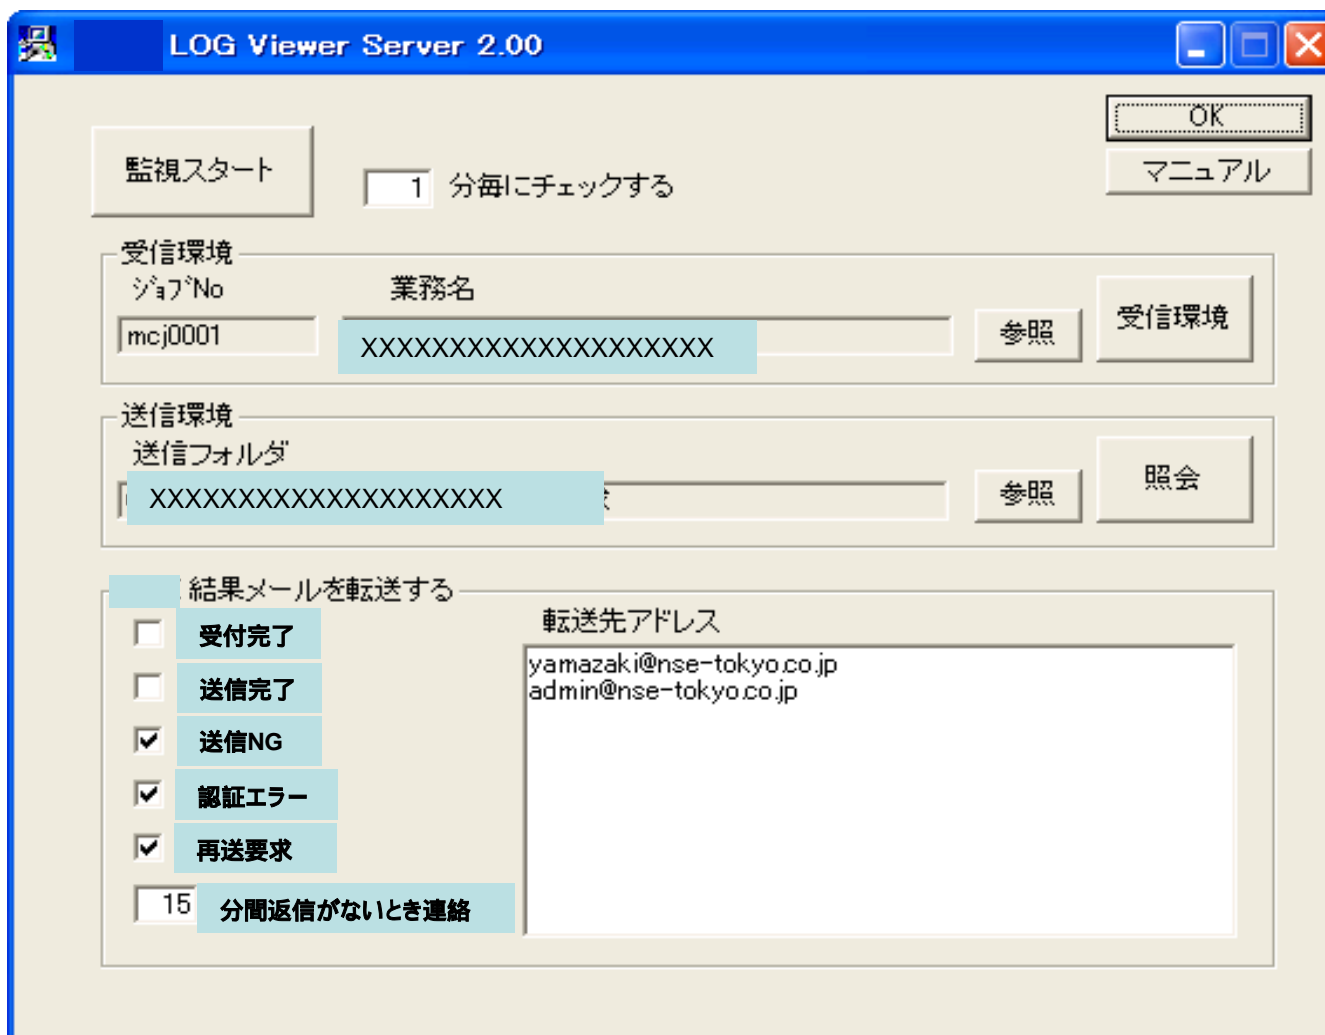 LOG Viewer Server 2.00
OK
監視スタート
1 分毎にチェックする
マニュアル
受信環境
ｼﾞｮﾌﾞNo 業務名
mcj0001 XXXXXXXXXXXXXXXXXXXX 参照 受信環境
送信環境
送信フォルダ
XXXXXXXXXXXXXXXXXXXX 参照 照会
結果メールを転送する
転送先アドレス
受付完了
yamazaki@nse-tokyo.co.jp
送信完了
admin@nse-tokyo.co.jp
送信NG
認証エラー
再送要求
15 分間返信がないとき連絡